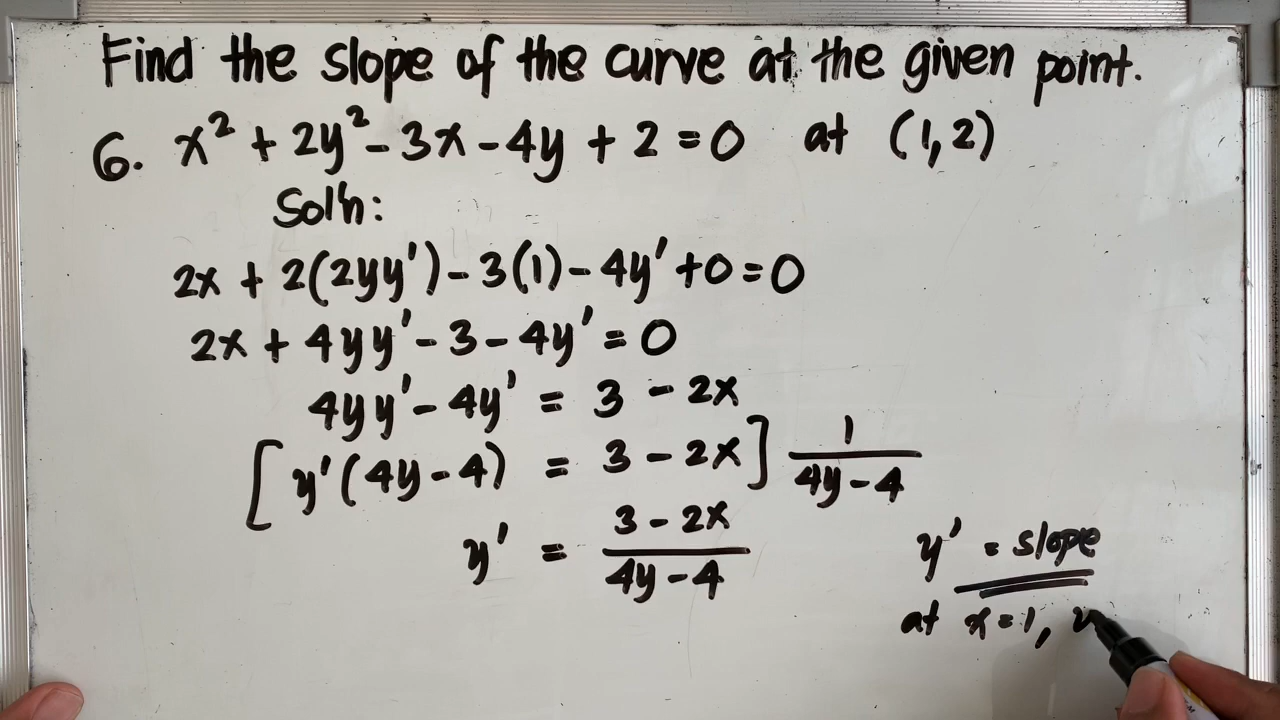 Find the slope of the curve at the given point.
6. x² + 2y² - 3x - 4y + 2 = 0 at (1,2)
Sol'n:
2x + 2(2yy') - 3(1) - 4y' + 0 = 0
2x + 4yy' - 3 - 4y' = 0
4yy' - 4y' = 3 - 2x
[y'(4y - 4) = 3 - 2x] 1/(4y - 4)
y' = (3 - 2x)/(4y - 4)
y' = slope
at x = 1,